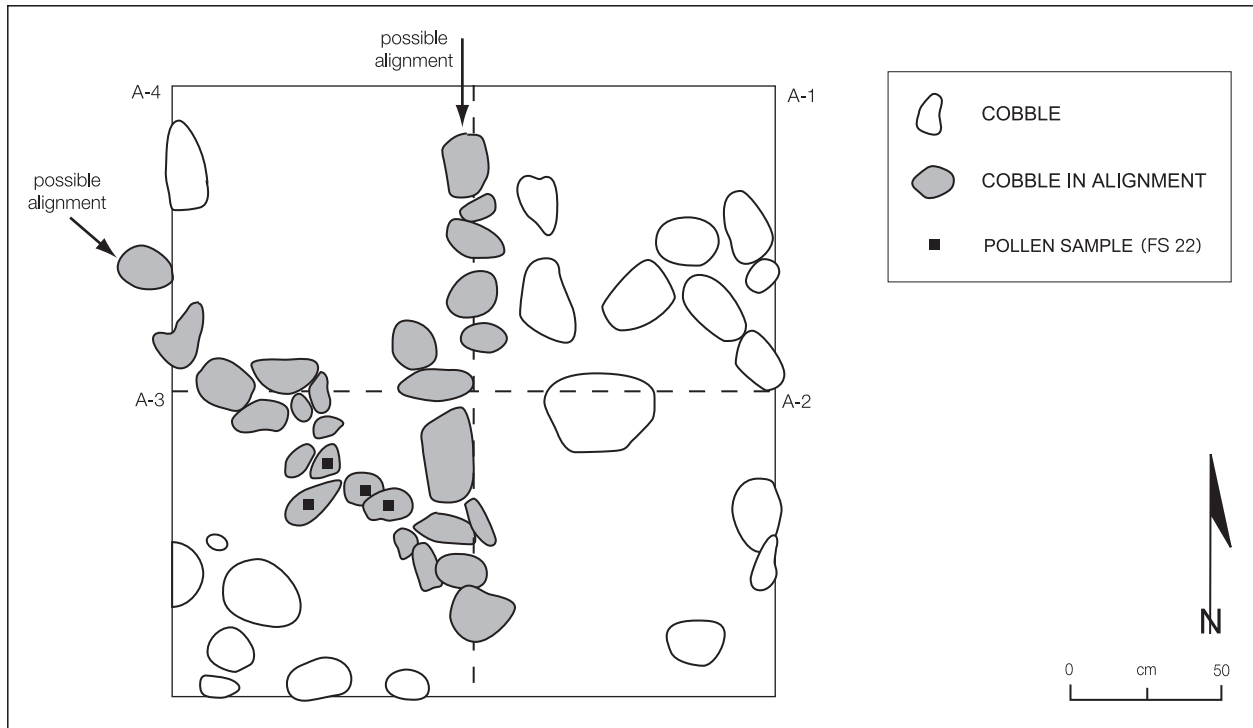 possible
alignment
A-4
A-1
possible
alignment
A-3
A-2
COBBLE
COBBLE IN ALIGNMENT
POLLEN SAMPLE (FS 22)
N
0 cm 50